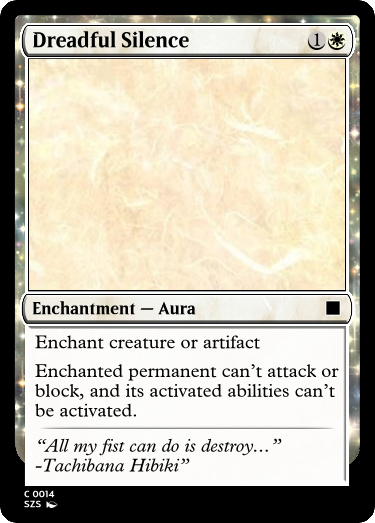 Dreadful Silence 1
Enchantment — Aura
Enchant creature or artifact
Enchanted permanent can't attack or
block, and its activated abilities can't
be activated.
“All my fist can do is destroy…”
-Tachibana Hibiki”
C 0014
SZS